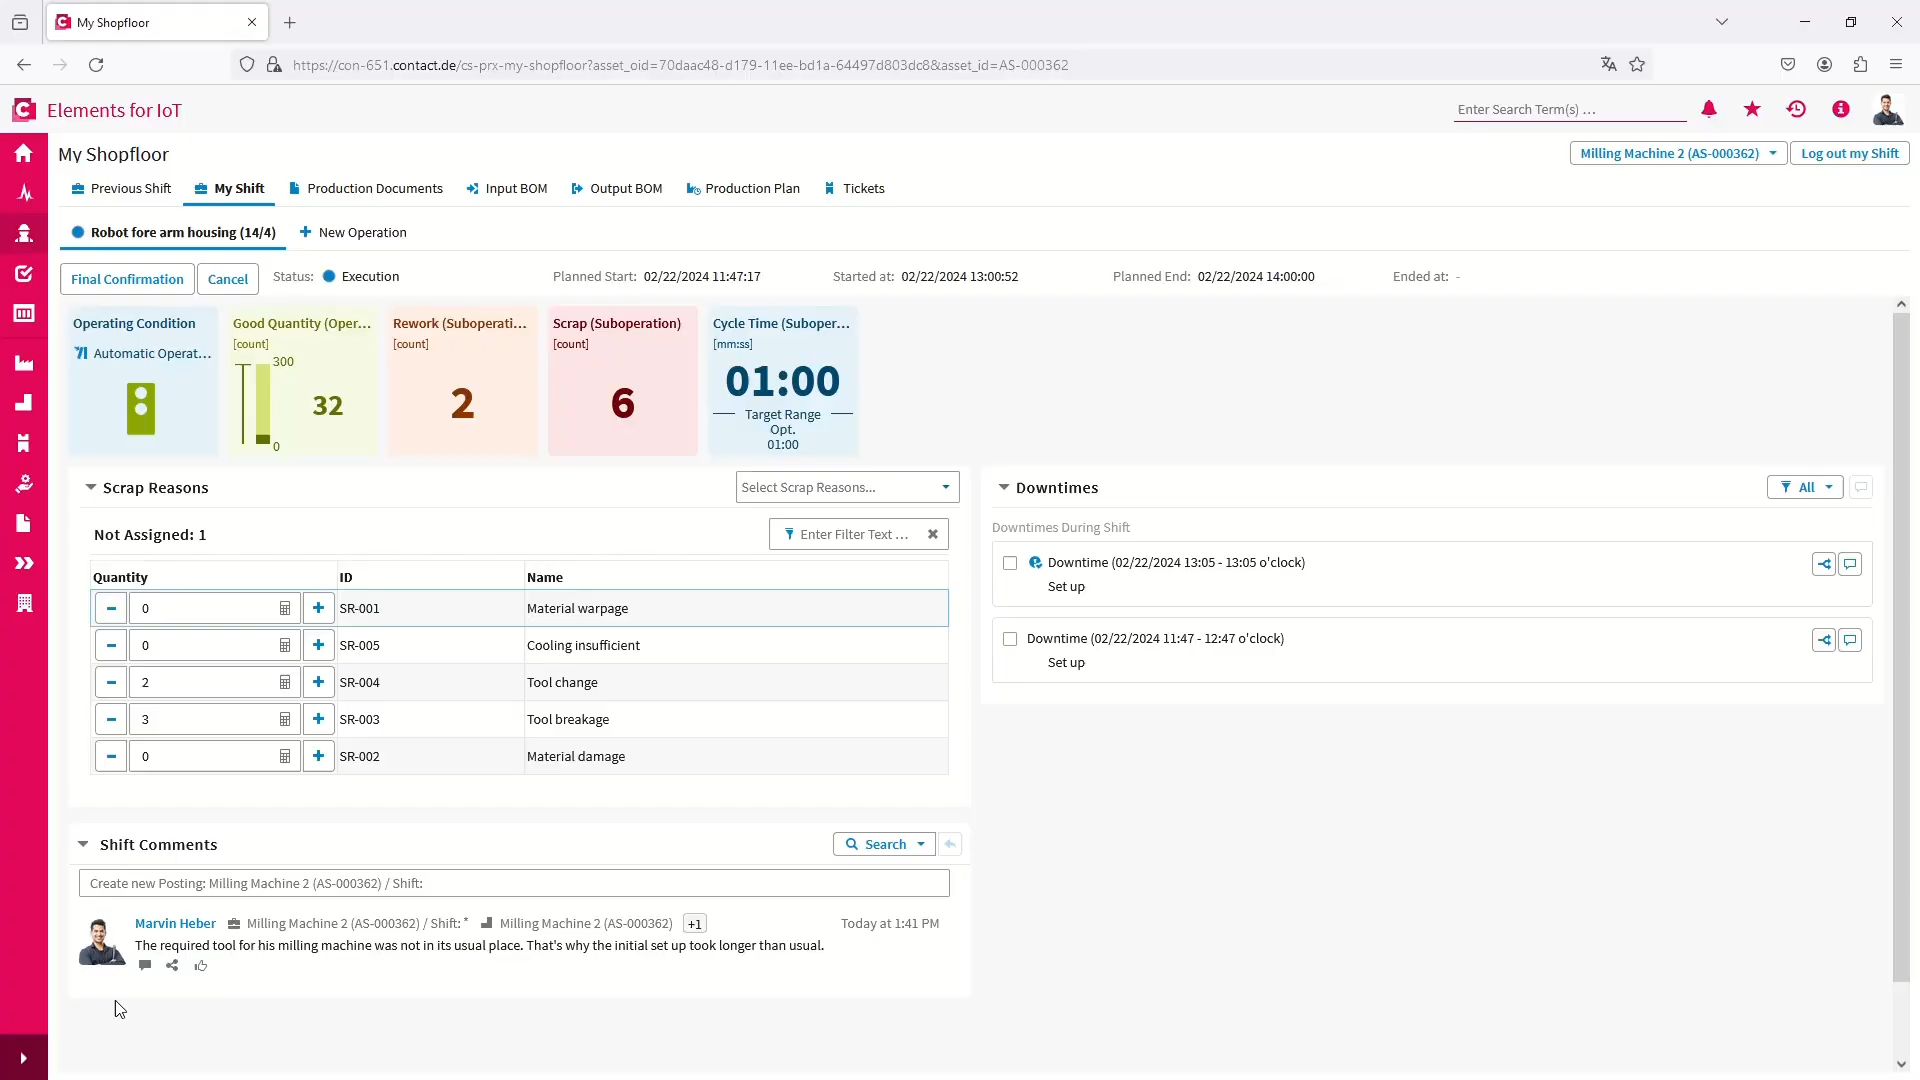 My Shopfloor
https://con-651.contact.de/cs-prx-my-shopfloor?asset_oid=70daac48-d179-11ee-bd1a-64497d803dc8&asset_id=AS-000362
Elements for IoT
Enter Search Term(s) ...
My Shopfloor
Milling Machine 2 (AS-000362)
Log out my Shift
Previous Shift
My Shift
Production Documents
Input BOM
Output BOM
Production Plan
Tickets
Robot fore arm housing (14/4)
New Operation
Final Confirmation
Cancel
Status: Execution
Planned Start: 02/22/2024 11:47:17
Started at: 02/22/2024 13:00:52
Planned End: 02/22/2024 14:00:00
Ended at: -
Operating Condition
Automatic Operat...
Good Quantity (Oper...
[count]
300
32
0
Rework (Suboperati...
[count]
2
Scrap (Suboperation)
[count]
6
Cycle Time (Suboper...
[mm:ss]
01:00
Target Range
Opt.
01:00
Scrap Reasons
Select Scrap Reasons...
Not Assigned: 1
Enter Filter Text ...
Quantity ID Name
0 SR-001 Material warpage
0 SR-005 Cooling insufficient
2 SR-004 Tool change
3 SR-003 Tool breakage
0 SR-002 Material damage
Downtimes
All
Downtimes During Shift
Downtime (02/22/2024 13:05 - 13:05 o'clock)
Set up
Downtime (02/22/2024 11:47 - 12:47 o'clock)
Set up
Shift Comments
Search
Create new Posting: Milling Machine 2 (AS-000362) / Shift:
Marvin Heber Milling Machine 2 (AS-000362) / Shift: * Milling Machine 2 (AS-000362) +1 Today at 1:41 PM
The required tool for his milling machine was not in its usual place. That's why the initial set up took longer than usual.